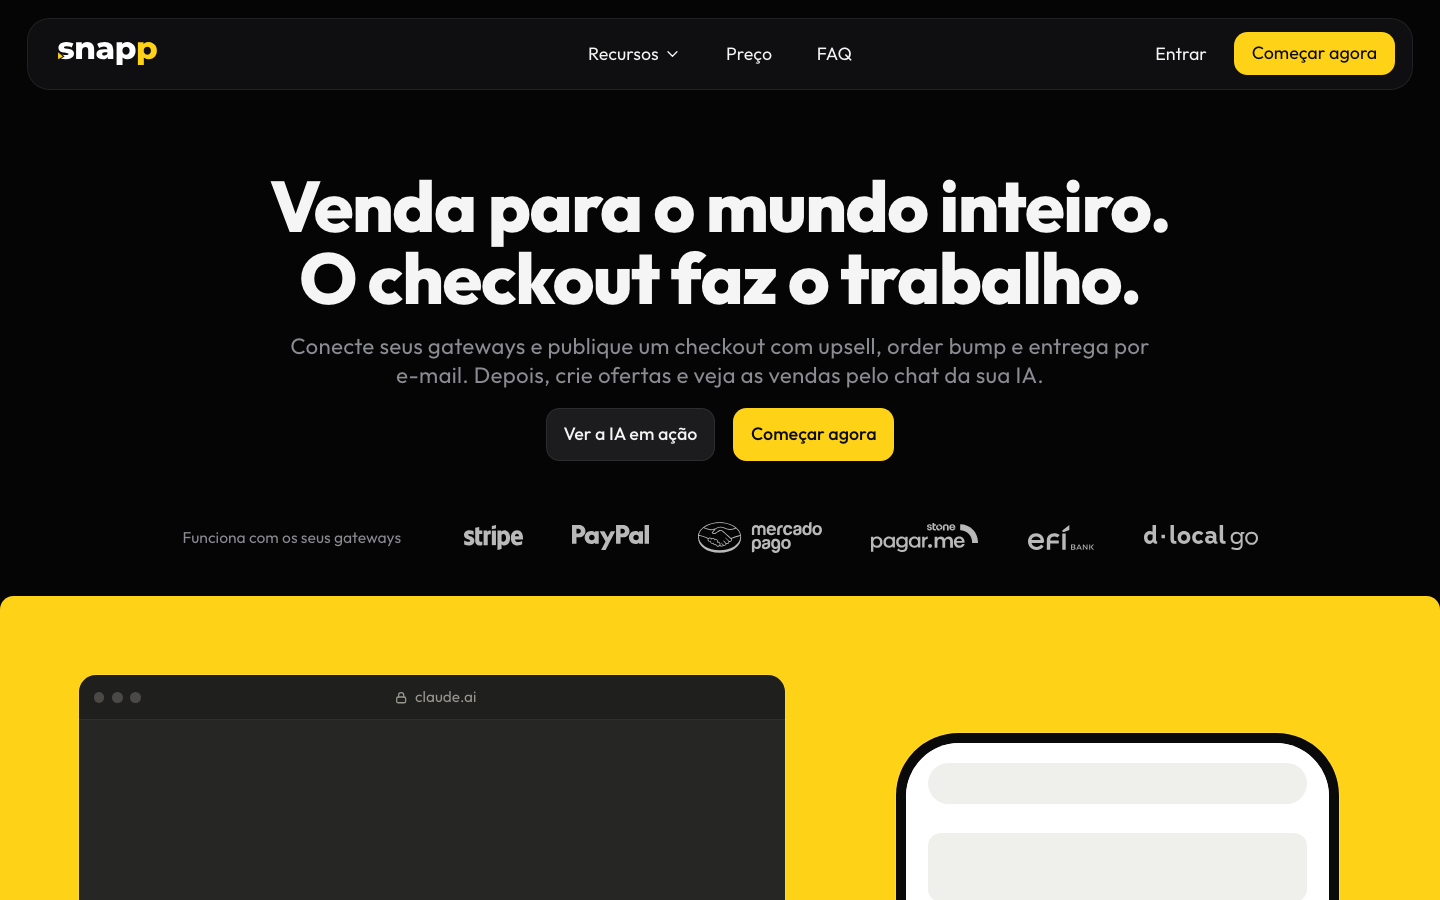 snapp
Recursos
Preço
FAQ
Entrar
Começar agora
Venda para o mundo inteiro.
O checkout faz o trabalho.
Conecte seus gateways e publique um checkout com upsell, order bump e entrega por
e-mail. Depois, crie ofertas e veja as vendas pelo chat da sua IA.
Ver a IA em ação
Começar agora
Funciona com os seus gateways
stripe
PayPal
mercado
pago
stone
pagar.me
efí BANK
d·local go
claude.ai